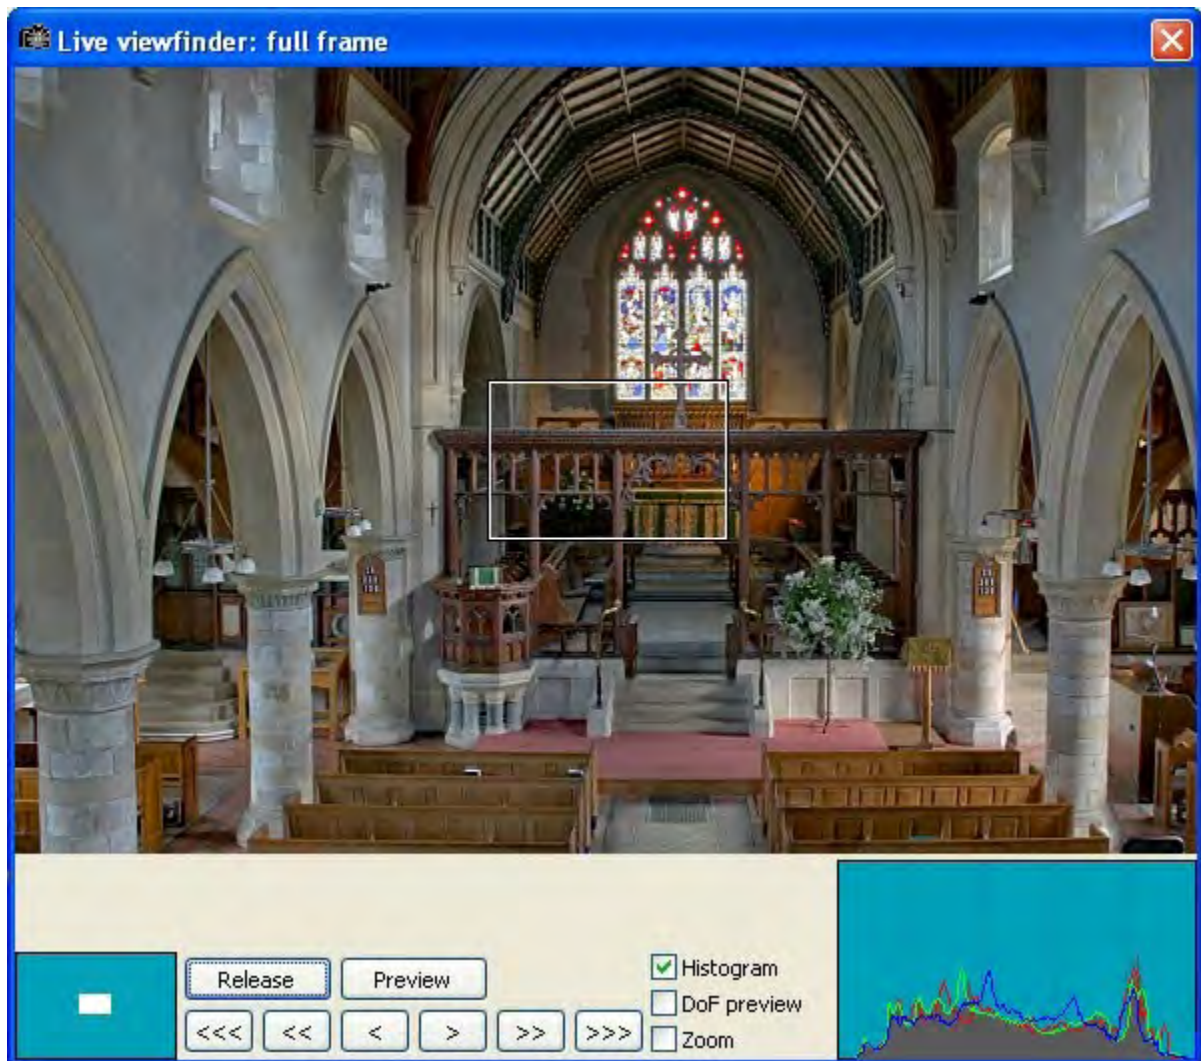 Live viewfinder: full frame
Release
Preview
Histogram
DoF preview
Zoom
<<< << < > >> >>>